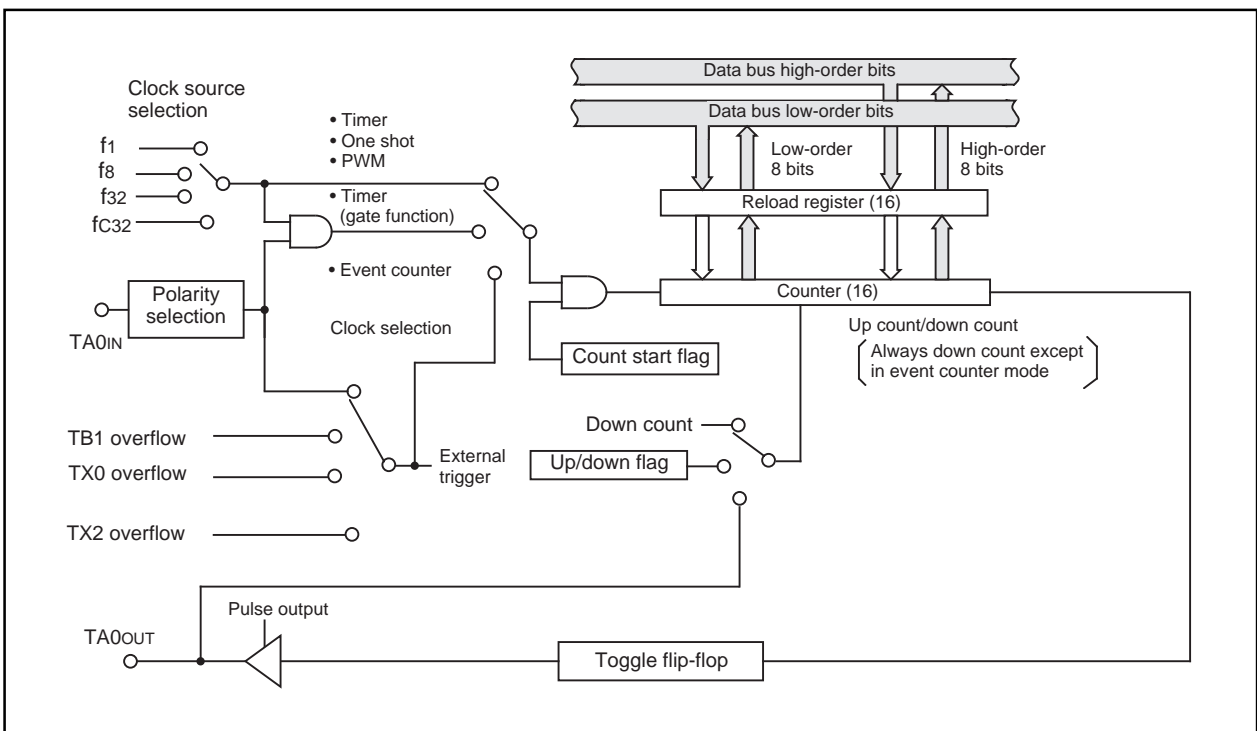 Data bus high-order bits
Data bus low-order bits
Clock source
selection
• Timer
• One shot
• PWM
f1
f8
f32
fC32
Low-order
8 bits
High-order
8 bits
• Timer
(gate function)
Reload register (16)
• Event counter
Polarity
selection
TA0IN
Counter (16)
Clock selection
Up count/down count
Always down count except
in event counter mode
Count start flag
Down count
TB1 overflow
TX0 overflow
External
trigger
Up/down flag
TX2 overflow
Pulse output
TA0OUT
Toggle flip-flop